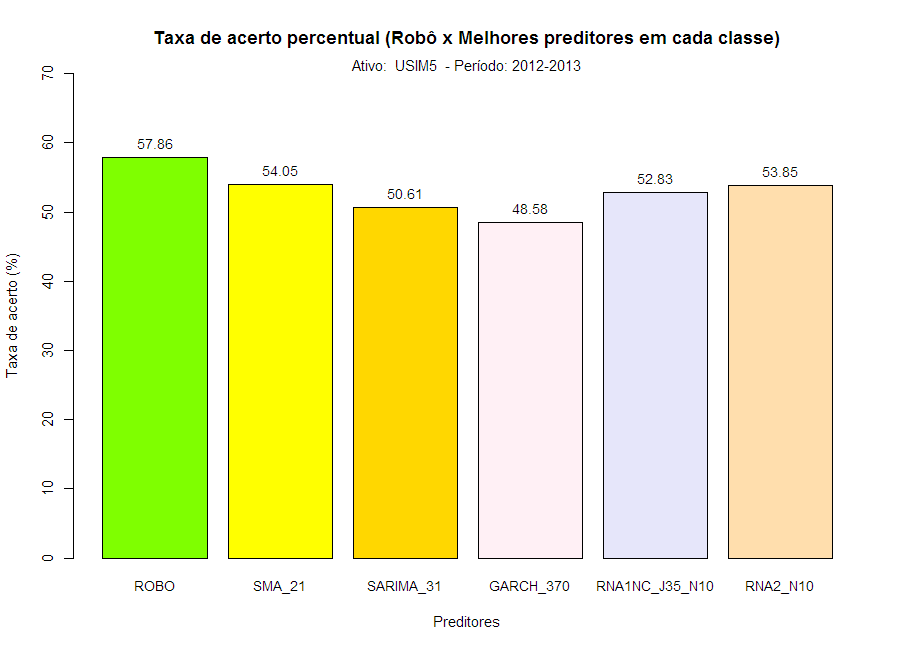 Taxa de acerto percentual (Robô x Melhores preditores em cada classe)
Ativo:  USIM5  - Período: 2012-2013
Taxa de acerto (%)
70
60
50
40
30
20
10
0
57.86
54.05
50.61
48.58
52.83
53.85
ROBO
SMA_21
SARIMA_31
GARCH_370
RNA1NC_J35_N10
RNA2_N10
Preditores